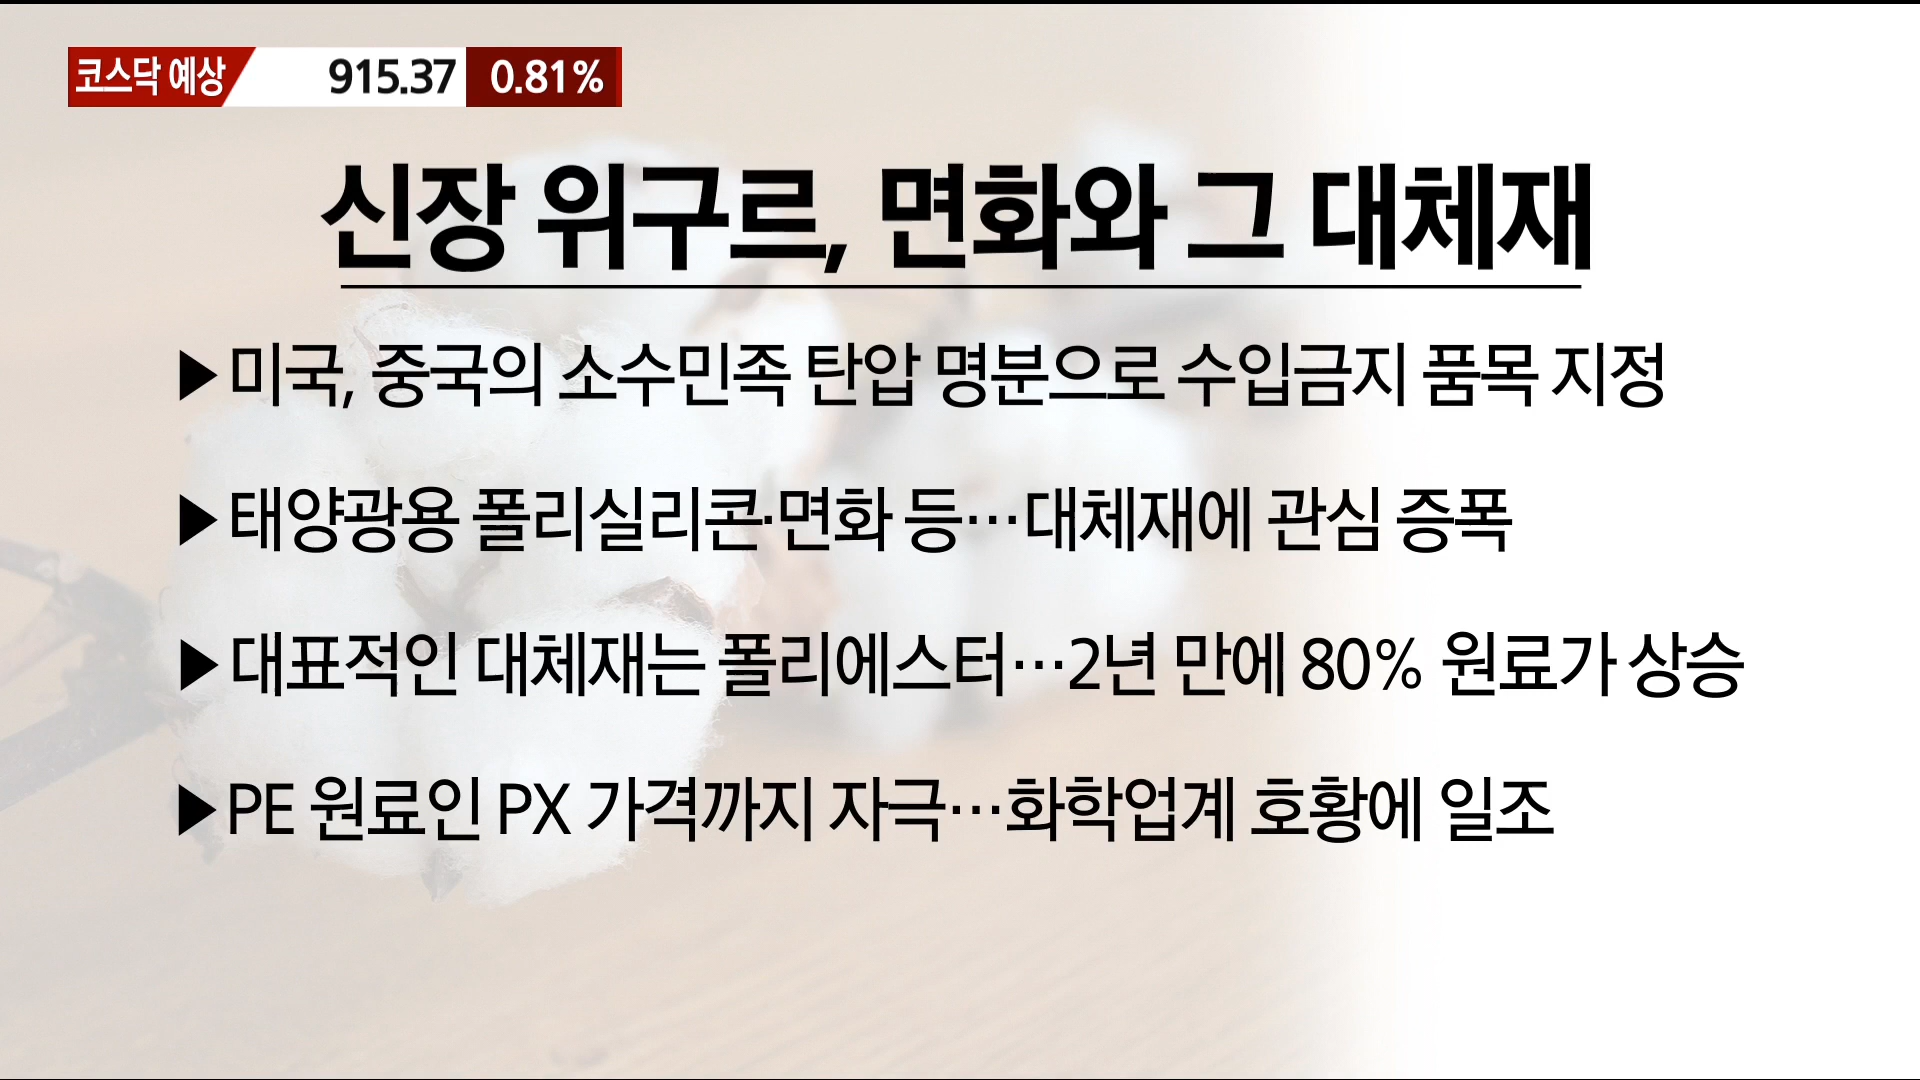 코스닥 예상 915.37 0.81%
신장 위구르, 면화와 그 대체재
▶미국, 중국의 소수민족 탄압 명분으로 수입금지 품목 지정
▶태양광용 폴리실리콘·면화 등…대체재에 관심 증폭
▶대표적인 대체재는 폴리에스터…2년 만에 80% 원료가 상승
▶PE 원료인 PX 가격까지 자극…화학업계 호황에 일조